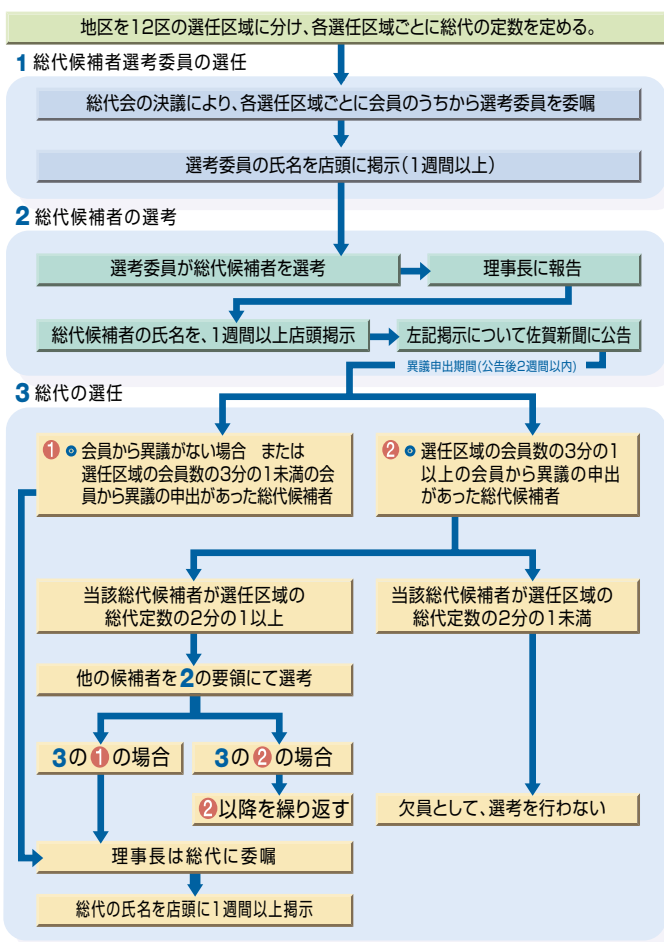 地区を12区の選任区域に分け、各選任区域ごとに総代の定数を定める。
1 総代候補者選考委員の選任
総代会の決議により、各選任区域ごとに会員のうちから選考委員を委嘱
選考委員の氏名を店頭に掲示(1週間以上)
2 総代候補者の選考
選考委員が総代候補者を選考
理事長に報告
総代候補者の氏名を、1週間以上店頭掲示
左記掲示について佐賀新聞に公告
異議申出期間(公告後2週間以内)
3 総代の選任
❶ 会員から異議がない場合 または
選任区域の会員数の3分の1未満の会
員から異議の申出があった総代候補者
❷ 選任区域の会員数の3分の1
以上の会員から異議の申出
があった総代候補者
当該総代候補者が選任区域の
総代定数の2分の1以上
当該総代候補者が選任区域の
総代定数の2分の1未満
他の候補者を2の要領にて選考
3の❶の場合
3の❷の場合
❷以降を繰り返す
欠員として、選考を行わない
理事長は総代に委嘱
総代の氏名を店頭に1週間以上掲示